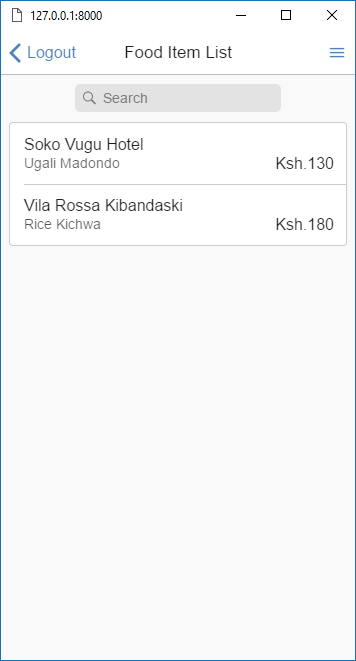 127.0.0.1:8000
Logout
Food Item List
Search
Soko Vugu Hotel
Ugali Madondo
Ksh.130
Vila Rossa Kibandaski
Rice Kichwa
Ksh.180